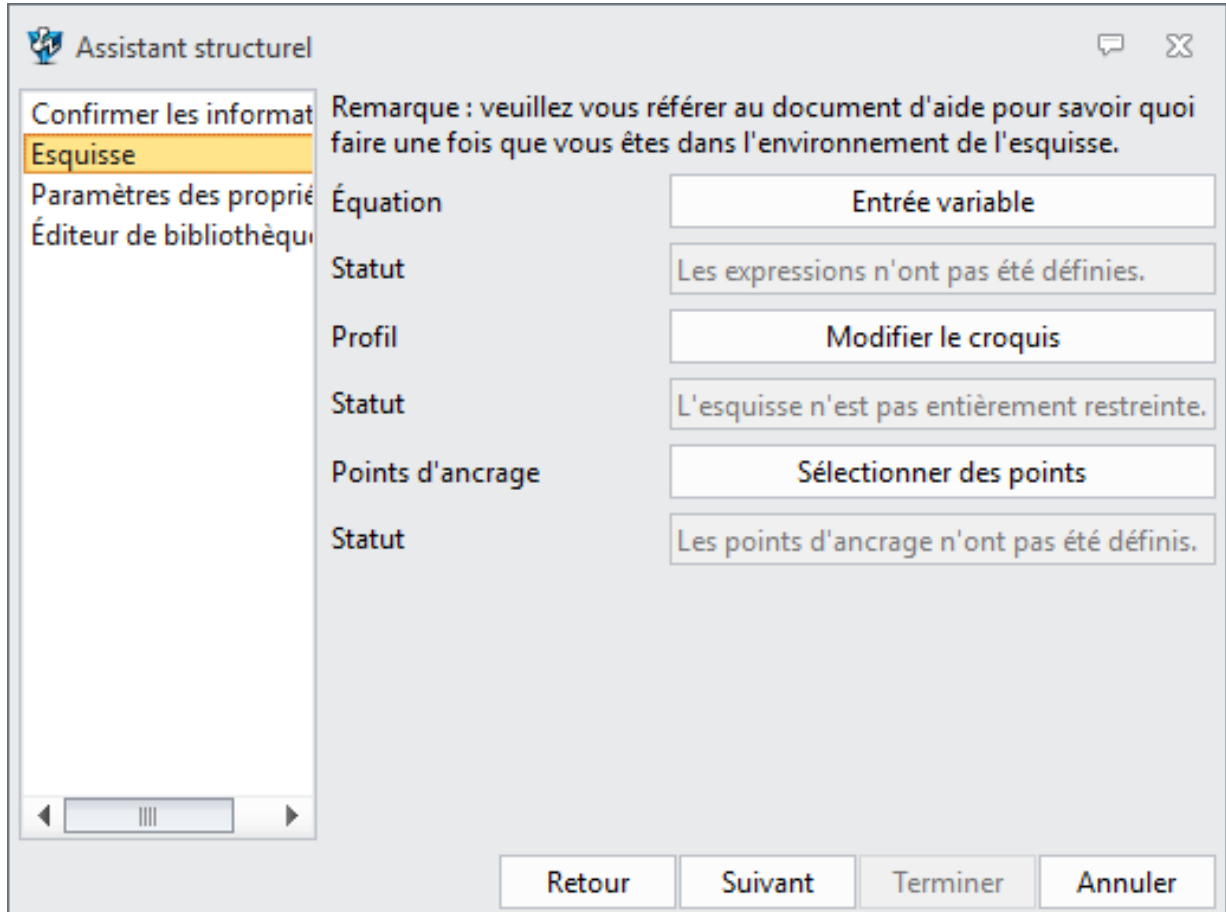 Assistant structurel
Confirmer les informat
Esquisse
Paramètres des proprié
Éditeur de bibliothèqu
Remarque : veuillez vous référer au document d'aide pour savoir quoi
faire une fois que vous êtes dans l'environnement de l'esquisse.
Équation
Entrée variable
Statut
Les expressions n'ont pas été définies.
Profil
Modifier le croquis
Statut
L'esquisse n'est pas entièrement restreinte.
Points d'ancrage
Sélectionner des points
Statut
Les points d'ancrage n'ont pas été définis.
Retour
Suivant
Terminer
Annuler